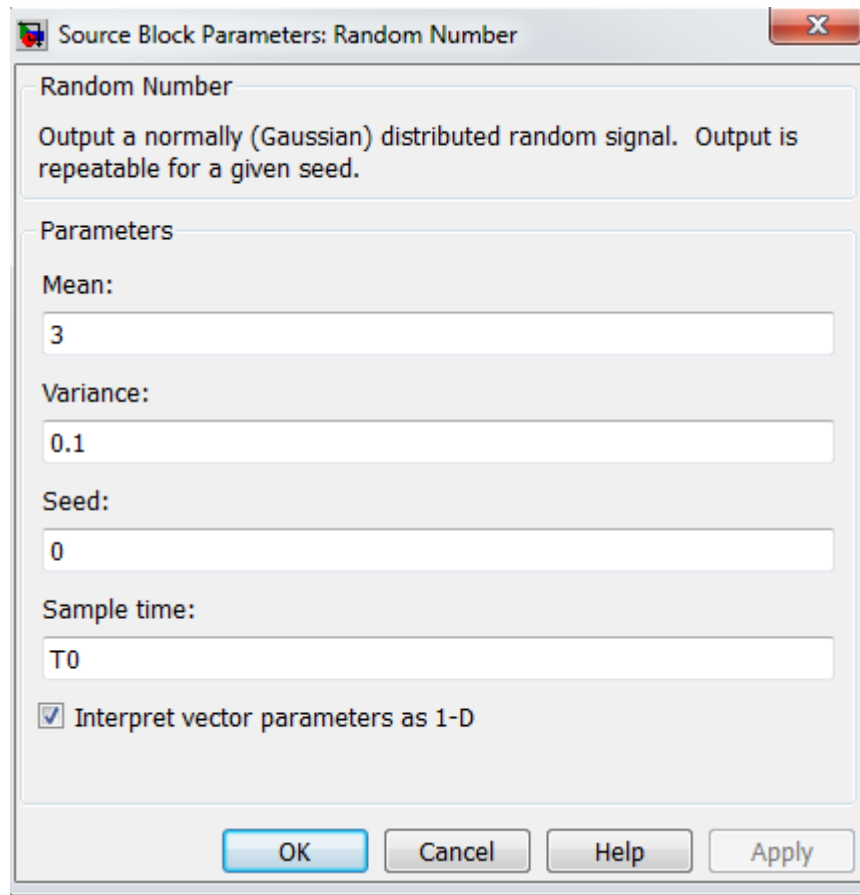 Source Block Parameters: Random Number
Random Number
Output a normally (Gaussian) distributed random signal.  Output is
repeatable for a given seed.
Parameters
Mean:
3
Variance:
0.1
Seed:
0
Sample time:
T0
Interpret vector parameters as 1-D
OK Cancel Help Apply